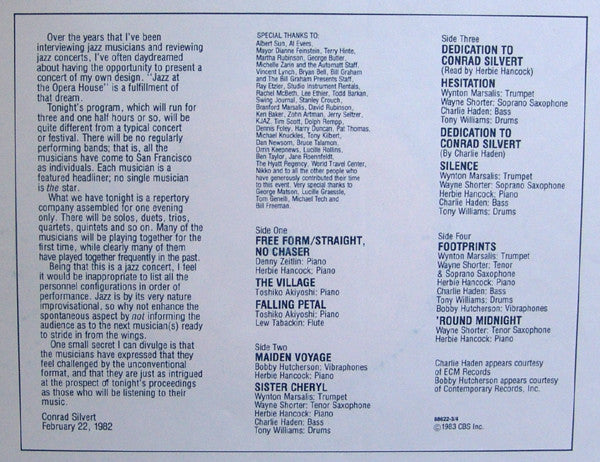 Over the years that I've been
interviewing jazz musicians and reviewing
jazz concerts, I've often daydreamed
about having the opportunity to present a
concert of my own design. "Jazz at
the Opera House" is a fulfillment of
that dream.
Tonight's program, which will run for
three and one half hours or so, will be
quite different from a typical concert
or festival. There will be no regularly
performing bands; that is, all the
musicians have come to San Francisco
as individuals. Each musician is a
featured headliner; no single musician
is the star.
What we have tonight is a repertory
company assembled for one evening
only. There will be solos, duets, trios,
quartets, quintets and so on. Many of the
musicians will be playing together for the
first time, while clearly many of them
have played together frequently in the past.
Being that this is a jazz concert, I feel
it would be inappropriate to list all the
personnel configurations in order of
performance. Jazz is by its very nature
improvisational, so why not enhance the
spontaneous aspect by not informing the
audience as to the next musician(s) ready
to stride in from the wings.
One small secret I can divulge is that
the musicians have expressed that they
feel challenged by the unconventional
format, and that they are just as intrigued
at the prospect of tonight's proceedings
as those who will be listening to their
music.
Conrad Silvert
February 22, 1982
SPECIAL THANKS TO:
Albert Sun, Al Evers,
Mayor Dianne Feinstein, Terry Hinte,
Martha Rubinson, George Butler,
Michelle Zarin and the Automatt Staff,
Vincent Lynch, Bryan Bell, Bill Graham
and The Bill Graham Presents Staff,
Ray Etzler, Studio Instrument Rentals,
Rachel McBeth, Lee Ethier, Todd Barkan,
Swing Journal, Stanley Crouch,
Branford Marsalis, David Rubinson,
Ken Baker, Zohn Artman, Jerry Seltzer,
KJAZ, Tim Scott, Dolph Rempp,
Dennis Foley, Harry Duncan, Pat Thomas,
Michael Knuckles, Tony Kilbert,
Dan Newsom, Bruce Talamon,
Orrin Keepnews, Lucille Rollins,
Ben Taylor, Jane Roennfeldt,
The Hyatt Regency, World Travel Center,
Nikko and to all the other people who
have generously contributed their time
to this event. Very special thanks to
George Matson, Lucille Graessle,
Tom Genelli, Michael Tech and
Bill Freeman.
Side One
FREE FORM/STRAIGHT,
NO CHASER
Denny Zeitlin: Piano
Herbie Hancock: Piano
THE VILLAGE
Toshiko Akiyoshi: Piano
FALLING PETAL
Toshiko Akiyoshi: Piano
Lew Tabackin: Flute
Side Two
MAIDEN VOYAGE
Bobby Hutcherson: Vibraphones
Herbie Hancock: Piano
SISTER CHERYL
Wynton Marsalis: Trumpet
Wayne Shorter: Tenor Saxophone
Herbie Hancock: Piano
Charlie Haden: Bass
Tony Williams: Drums
Side Three
DEDICATION TO
CONRAD SILVERT
(Read by Herbie Hancock)
HESITATION
Wynton Marsalis: Trumpet
Wayne Shorter: Soprano Saxophone
Charlie Haden: Bass
Tony Williams: Drums
DEDICATION TO
CONRAD SILVERT
(By Charlie Haden)
SILENCE
Wynton Marsalis: Trumpet
Wayne Shorter: Soprano Saxophone
Herbie Hancock: Piano
Charlie Haden: Bass
Tony Williams: Drums
Side Four
FOOTPRINTS
Wynton Marsalis: Trumpet
Wayne Shorter: Tenor
& Soprano Saxophone
Herbie Hancock: Piano
Charlie Haden: Bass
Tony Williams: Drums
Bobby Hutcherson: Vibraphones
'ROUND MIDNIGHT
Wayne Shorter: Tenor Saxophone
Herbie Hancock: Piano
Charlie Haden appears courtesy
of ECM Records
Bobby Hutcherson appears courtesy
of Contemporary Records, Inc.
88622-3/4
© 1983 CBS Inc.